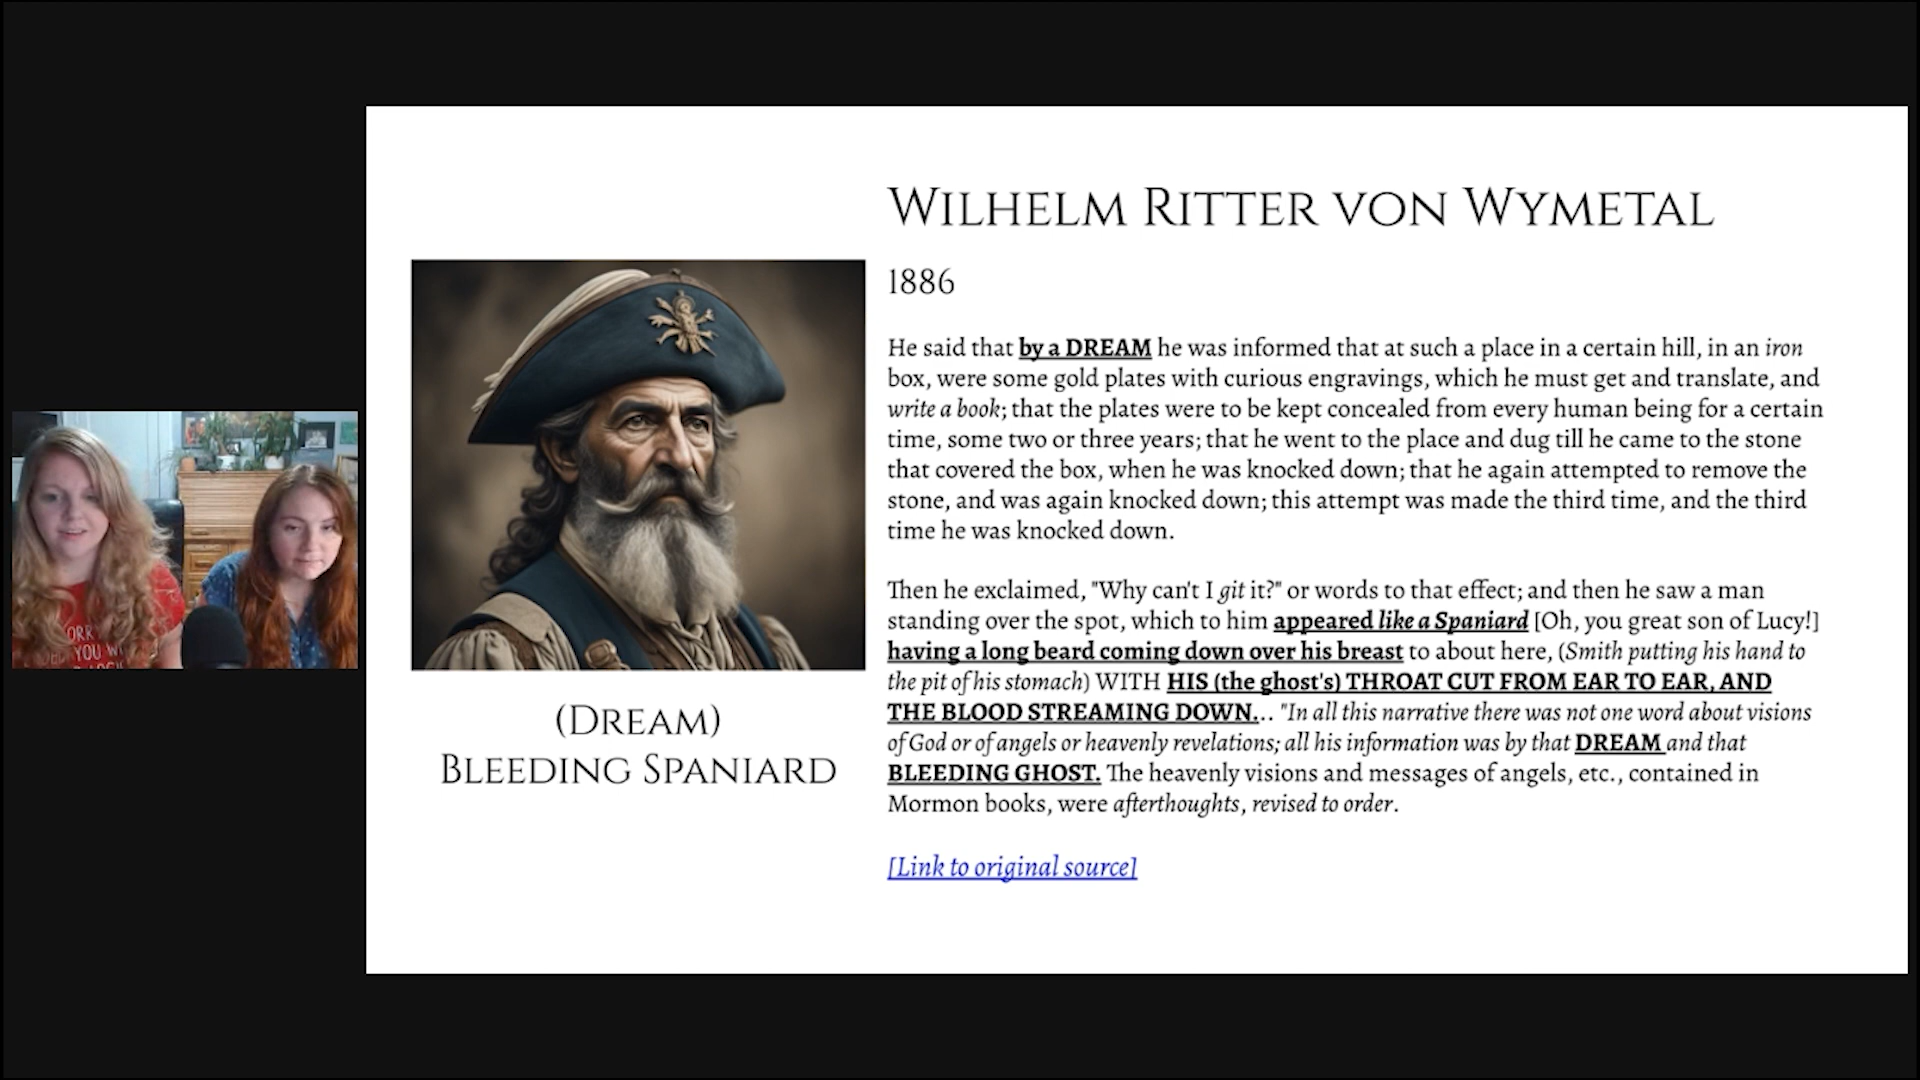 WILHELM RITTER VON WYMETAL
1886
He said that by a DREAM he was informed that at such a place in a certain hill, in an iron
box, were some gold plates with curious engravings, which he must get and translate, and
write a book; that the plates were to be kept concealed from every human being for a certain
time, some two or three years; that he went to the place and dug till he came to the stone
that covered the box, when he was knocked down; that he again attempted to remove the
stone, and was again knocked down; this attempt was made the third time, and the third
time he was knocked down.
Then he exclaimed, "Why can't I git it?" or words to that effect; and then he saw a man
standing over the spot, which to him appeared like a Spaniard [Oh, you great son of Lucy!]
having a long beard coming down over his breast to about here, (Smith putting his hand to
the pit of his stomach) WITH HIS (the ghost's) THROAT CUT FROM EAR TO EAR, AND
THE BLOOD STREAMING DOWN... "In all this narrative there was not one word about visions
of God or of angels or heavenly revelations; all his information was by that DREAM and that
BLEEDING GHOST. The heavenly visions and messages of angels, etc., contained in
Mormon books, were afterthoughts, revised to order.
[Link to original source]
(DREAM)
BLEEDING SPANIARD
YOU